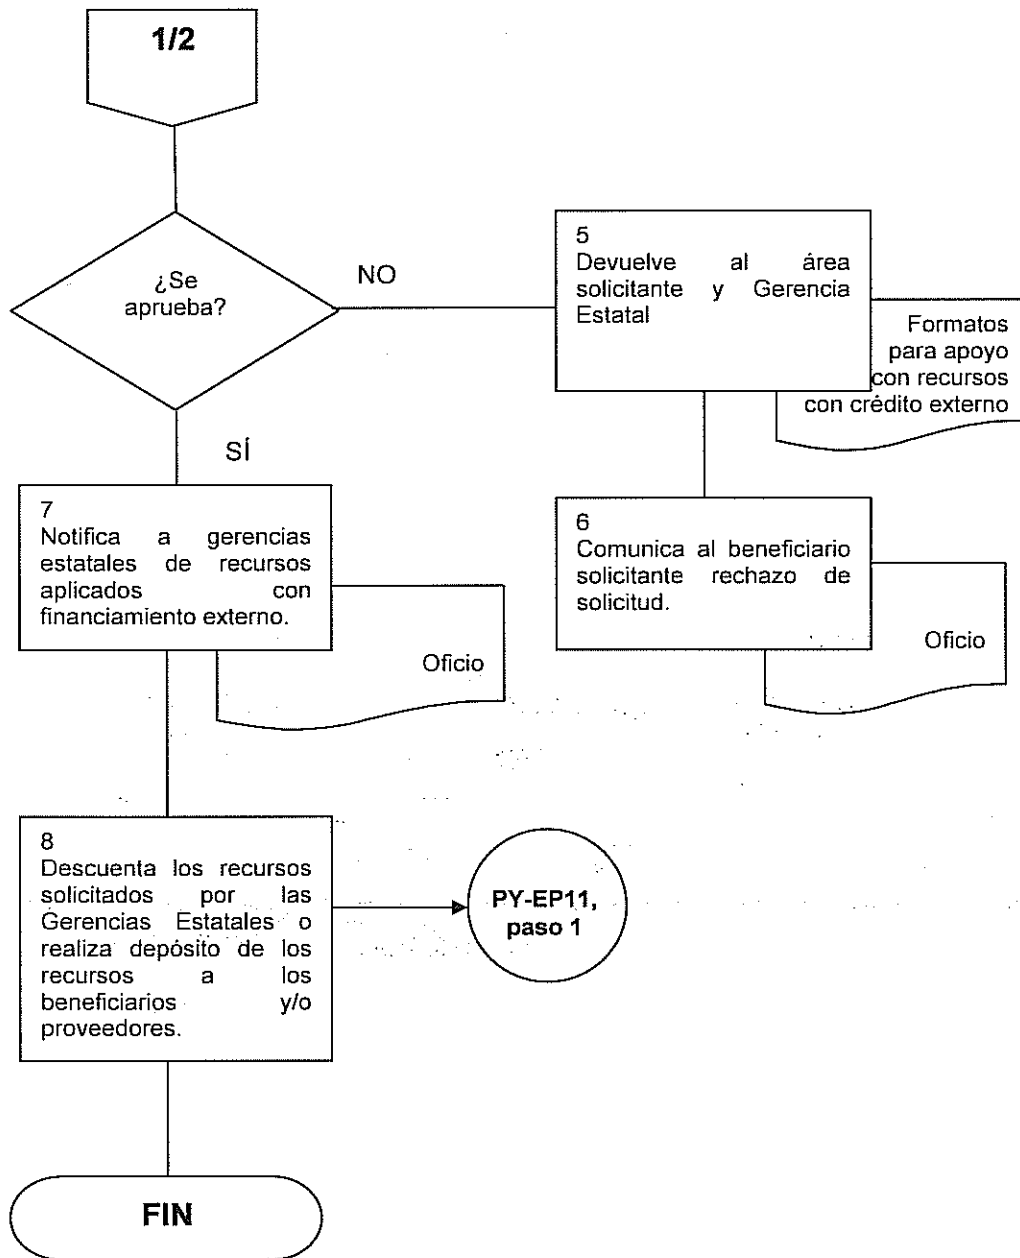 1/2
¿Se
aprueba?
NO
5
Devuelve al área
solicitante y Gerencia
Estatal
Formatos
para apoyo
con recursos
con crédito externo
SÍ
7
Notifica a gerencias
estatales de recursos
aplicados con
financiamiento externo.
Oficio
6
Comunica al beneficiario
solicitante rechazo de
solicitud.
Oficio
8
Descuenta los recursos
solicitados por las
Gerencias Estatales o
realiza depósito de los
recursos a los
beneficiarios y/o
proveedores.
PY-EP11,
paso 1
FIN